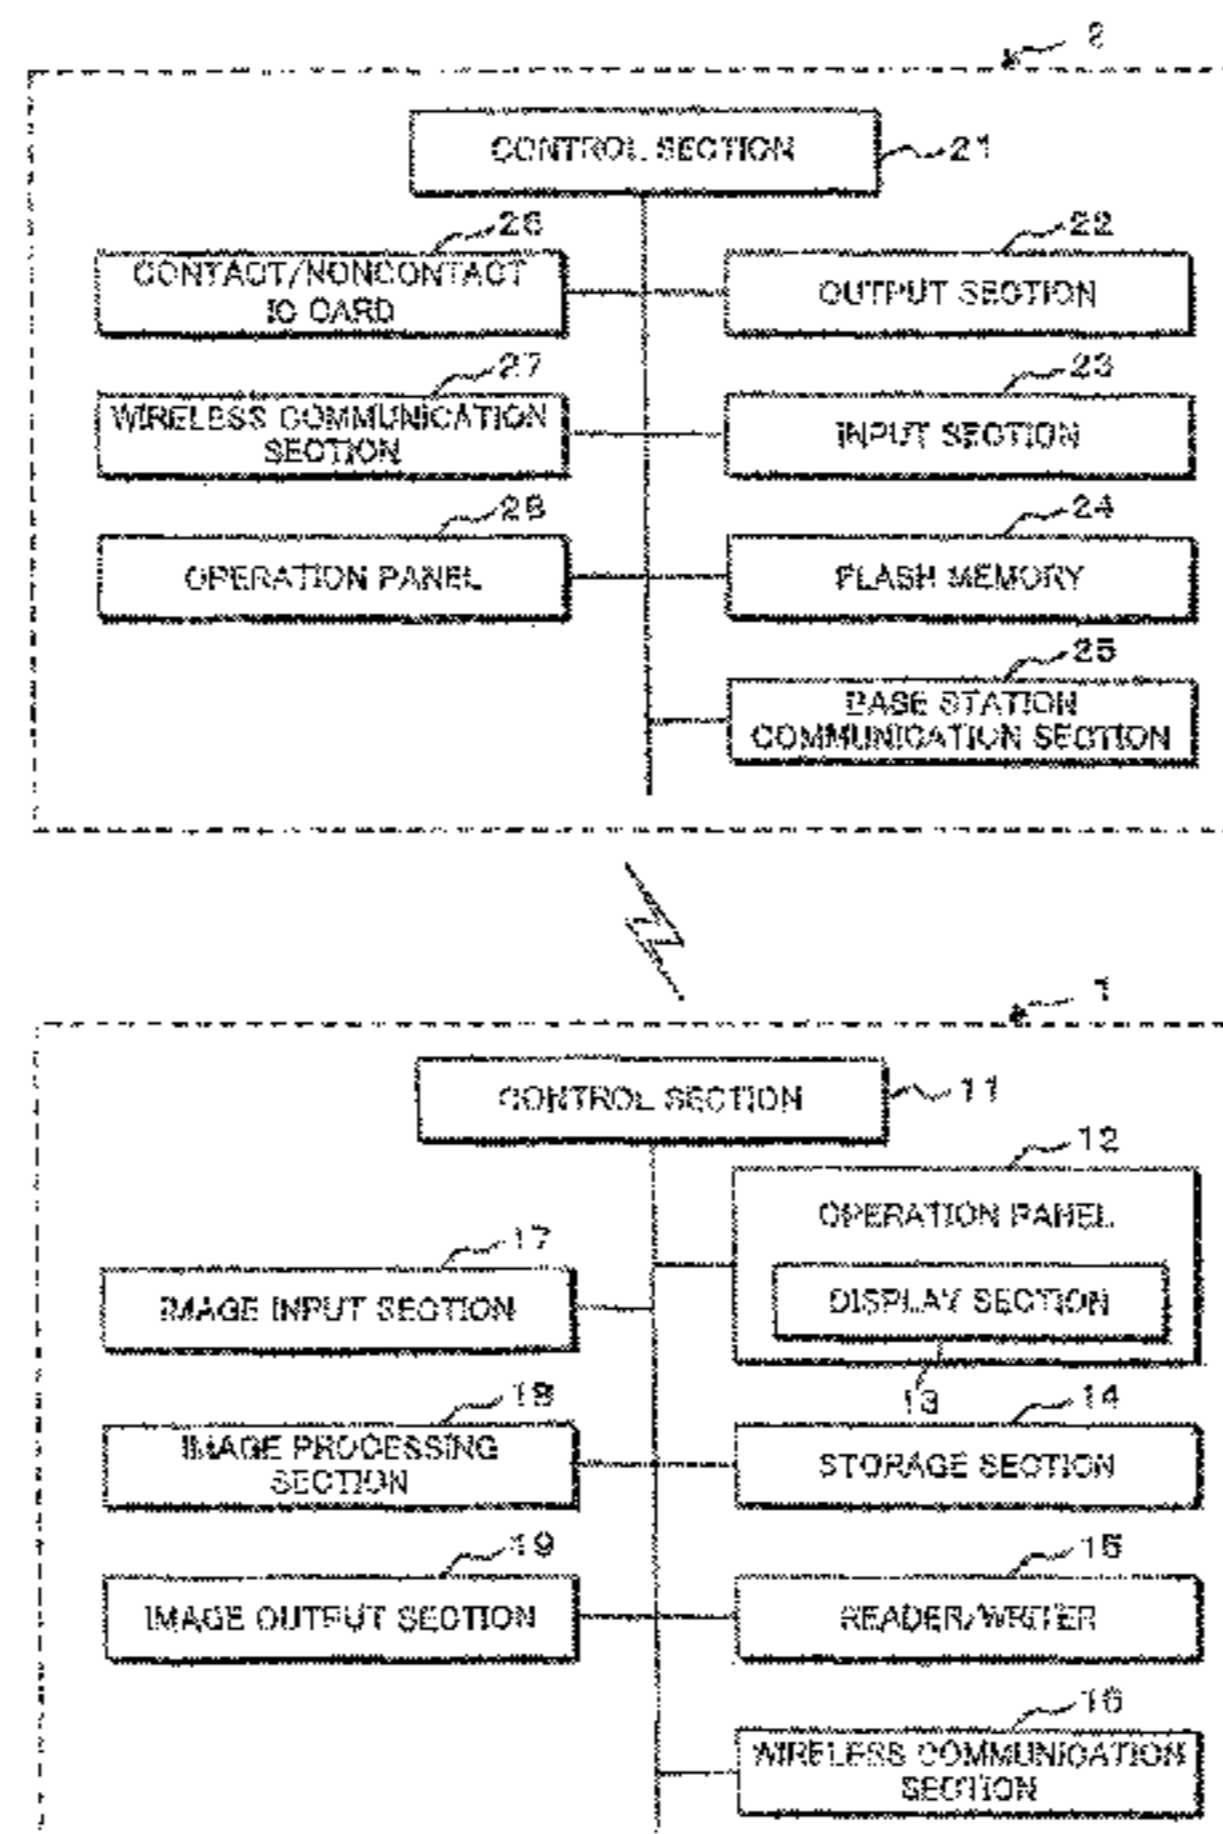 2
CONTROL SECTION
21
26
22
CONTACT/NONCONTACT
IC CARD
OUTPUT SECTION
27
23
WIRELESS COMMUNICATION
SECTION
INPUT SECTION
28
24
OPERATION PANEL
FLASH MEMORY
25
BASE STATION
COMMUNICATION SECTION
1
CONTROL SECTION
11
12
OPERATION PANEL
17
IMAGE INPUT SECTION
DISPLAY SECTION
13
18
14
IMAGE PROCESSING
SECTION
STORAGE SECTION
19
15
IMAGE OUTPUT SECTION
READER/WRITER
16
WIRELESS COMMUNICATION
SECTION